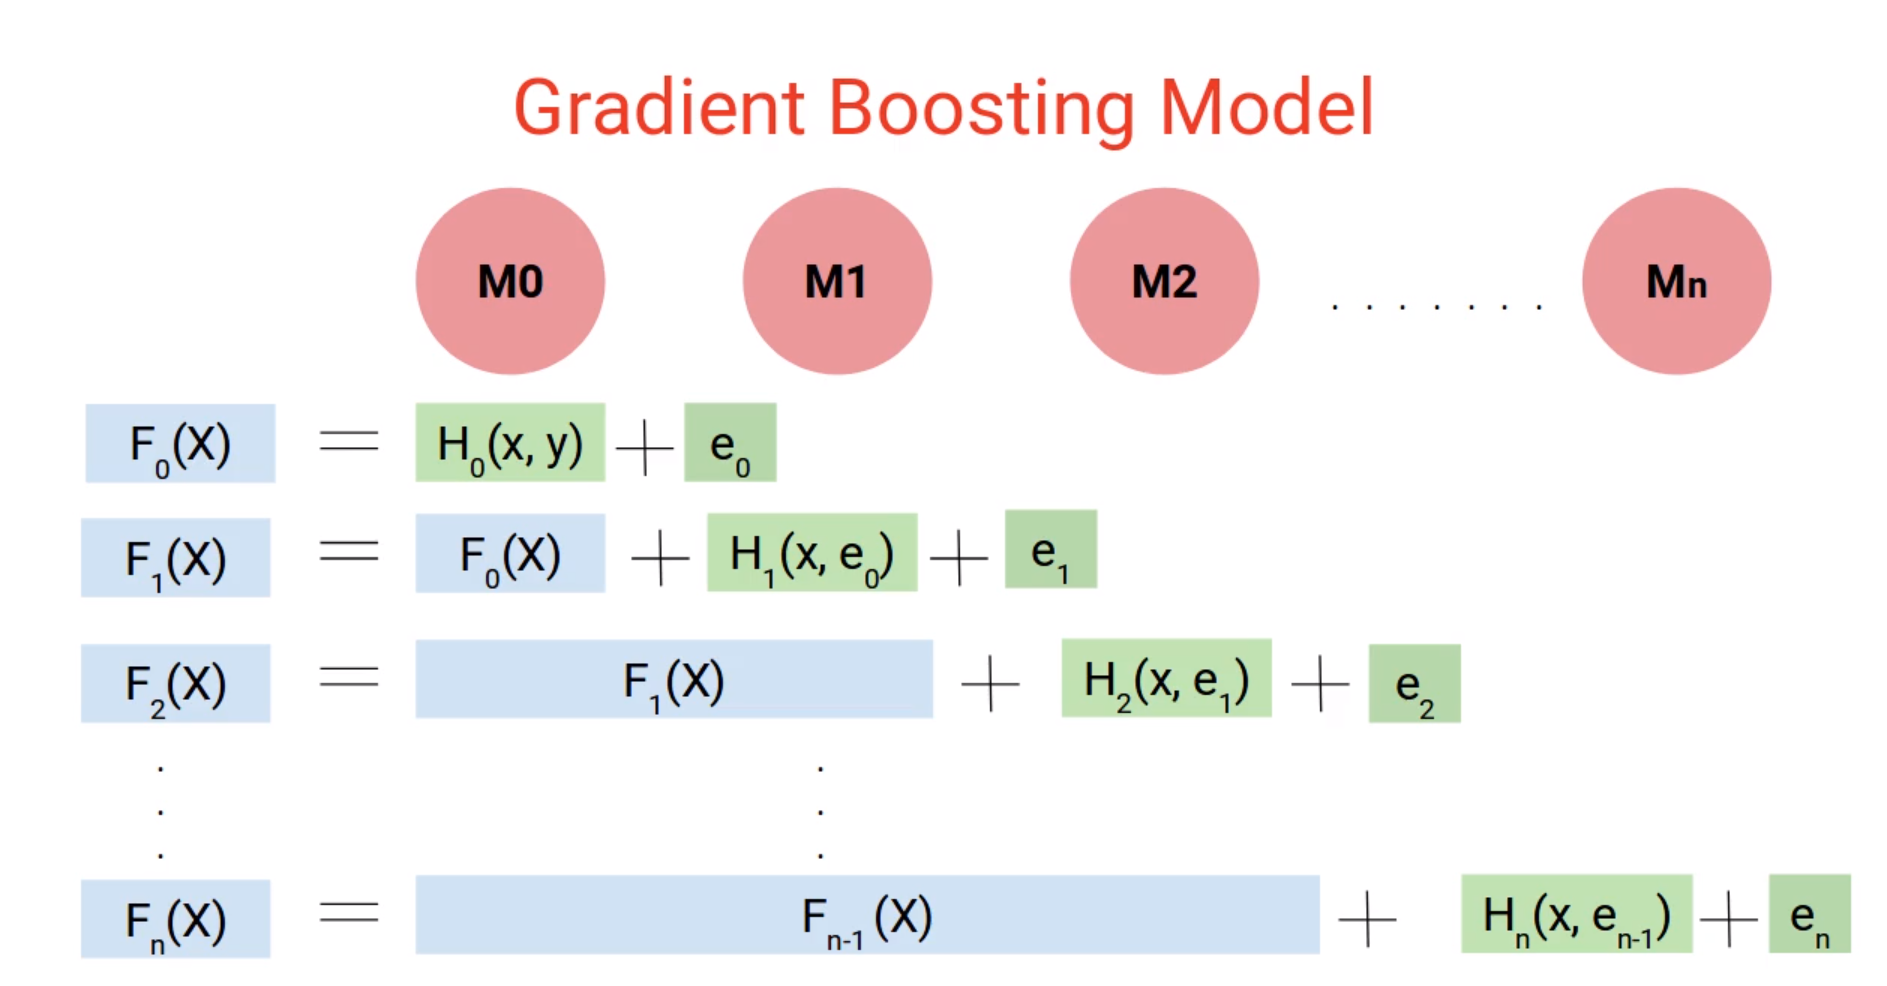 Gradient Boosting Model
M0 M1 M2 . . . . . . . Mn
F₀(X) = H₀(x, y) + e₀
F₁(X) = F₀(X) + H₁(x, e₀) + e₁
F₂(X) = F₁(X) + H₂(x, e₁) + e₂
. .
. .
. .
Fₙ(X) = Fₙ₋₁(X) + Hₙ(x, eₙ₋₁) + eₙ